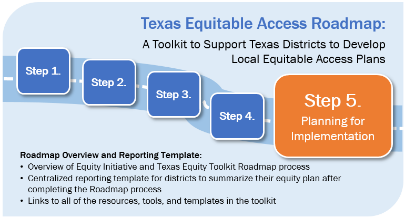 Texas Equitable Access Roadmap:
A Toolkit to Support Texas Districts to Develop
Local Equitable Access Plans
Step 1.
Step 2.
Step 3.
Step 4.
Step 5.
Planning for
Implementation
Roadmap Overview and Reporting Template:
• Overview of Equity Initiative and Texas Equity Toolkit Roadmap process
• Centralized reporting template for districts to summarize their equity plan after
completing the Roadmap process
• Links to all of the resources, tools, and templates in the toolkit